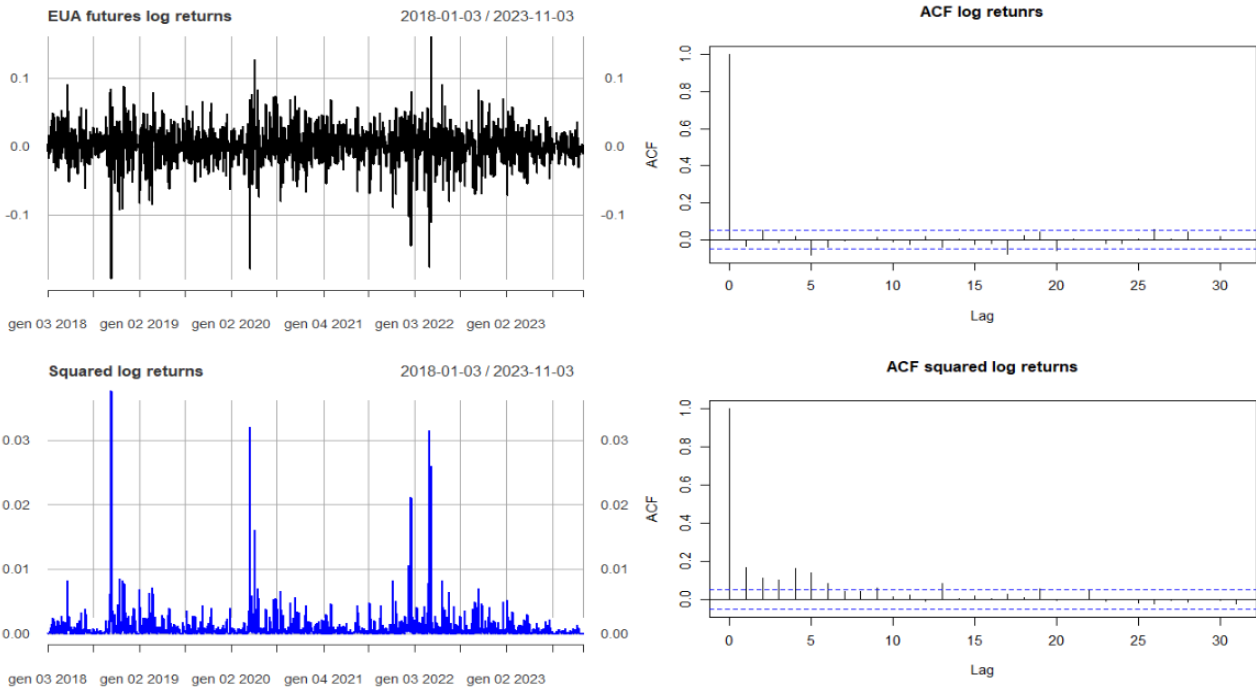 EUA futures log returns 2018-01-03 / 2023-11-03
0.1 0.1
0.0 0.0
-0.1 -0.1
gen 03 2018 gen 02 2019 gen 02 2020 gen 04 2021 gen 03 2022 gen 02 2023
ACF log retunrs
ACF
1.0
0.8
0.6
0.4
0.2
0.0
0 5 10 15 20 25 30
Lag
Squared log returns 2018-01-03 / 2023-11-03
0.03 0.03
0.02 0.02
0.01 0.01
0.00 0.00
gen 03 2018 gen 02 2019 gen 02 2020 gen 04 2021 gen 03 2022 gen 02 2023
ACF squared log returns
ACF
1.0
0.8
0.6
0.4
0.2
0.0
0 5 10 15 20 25 30
Lag